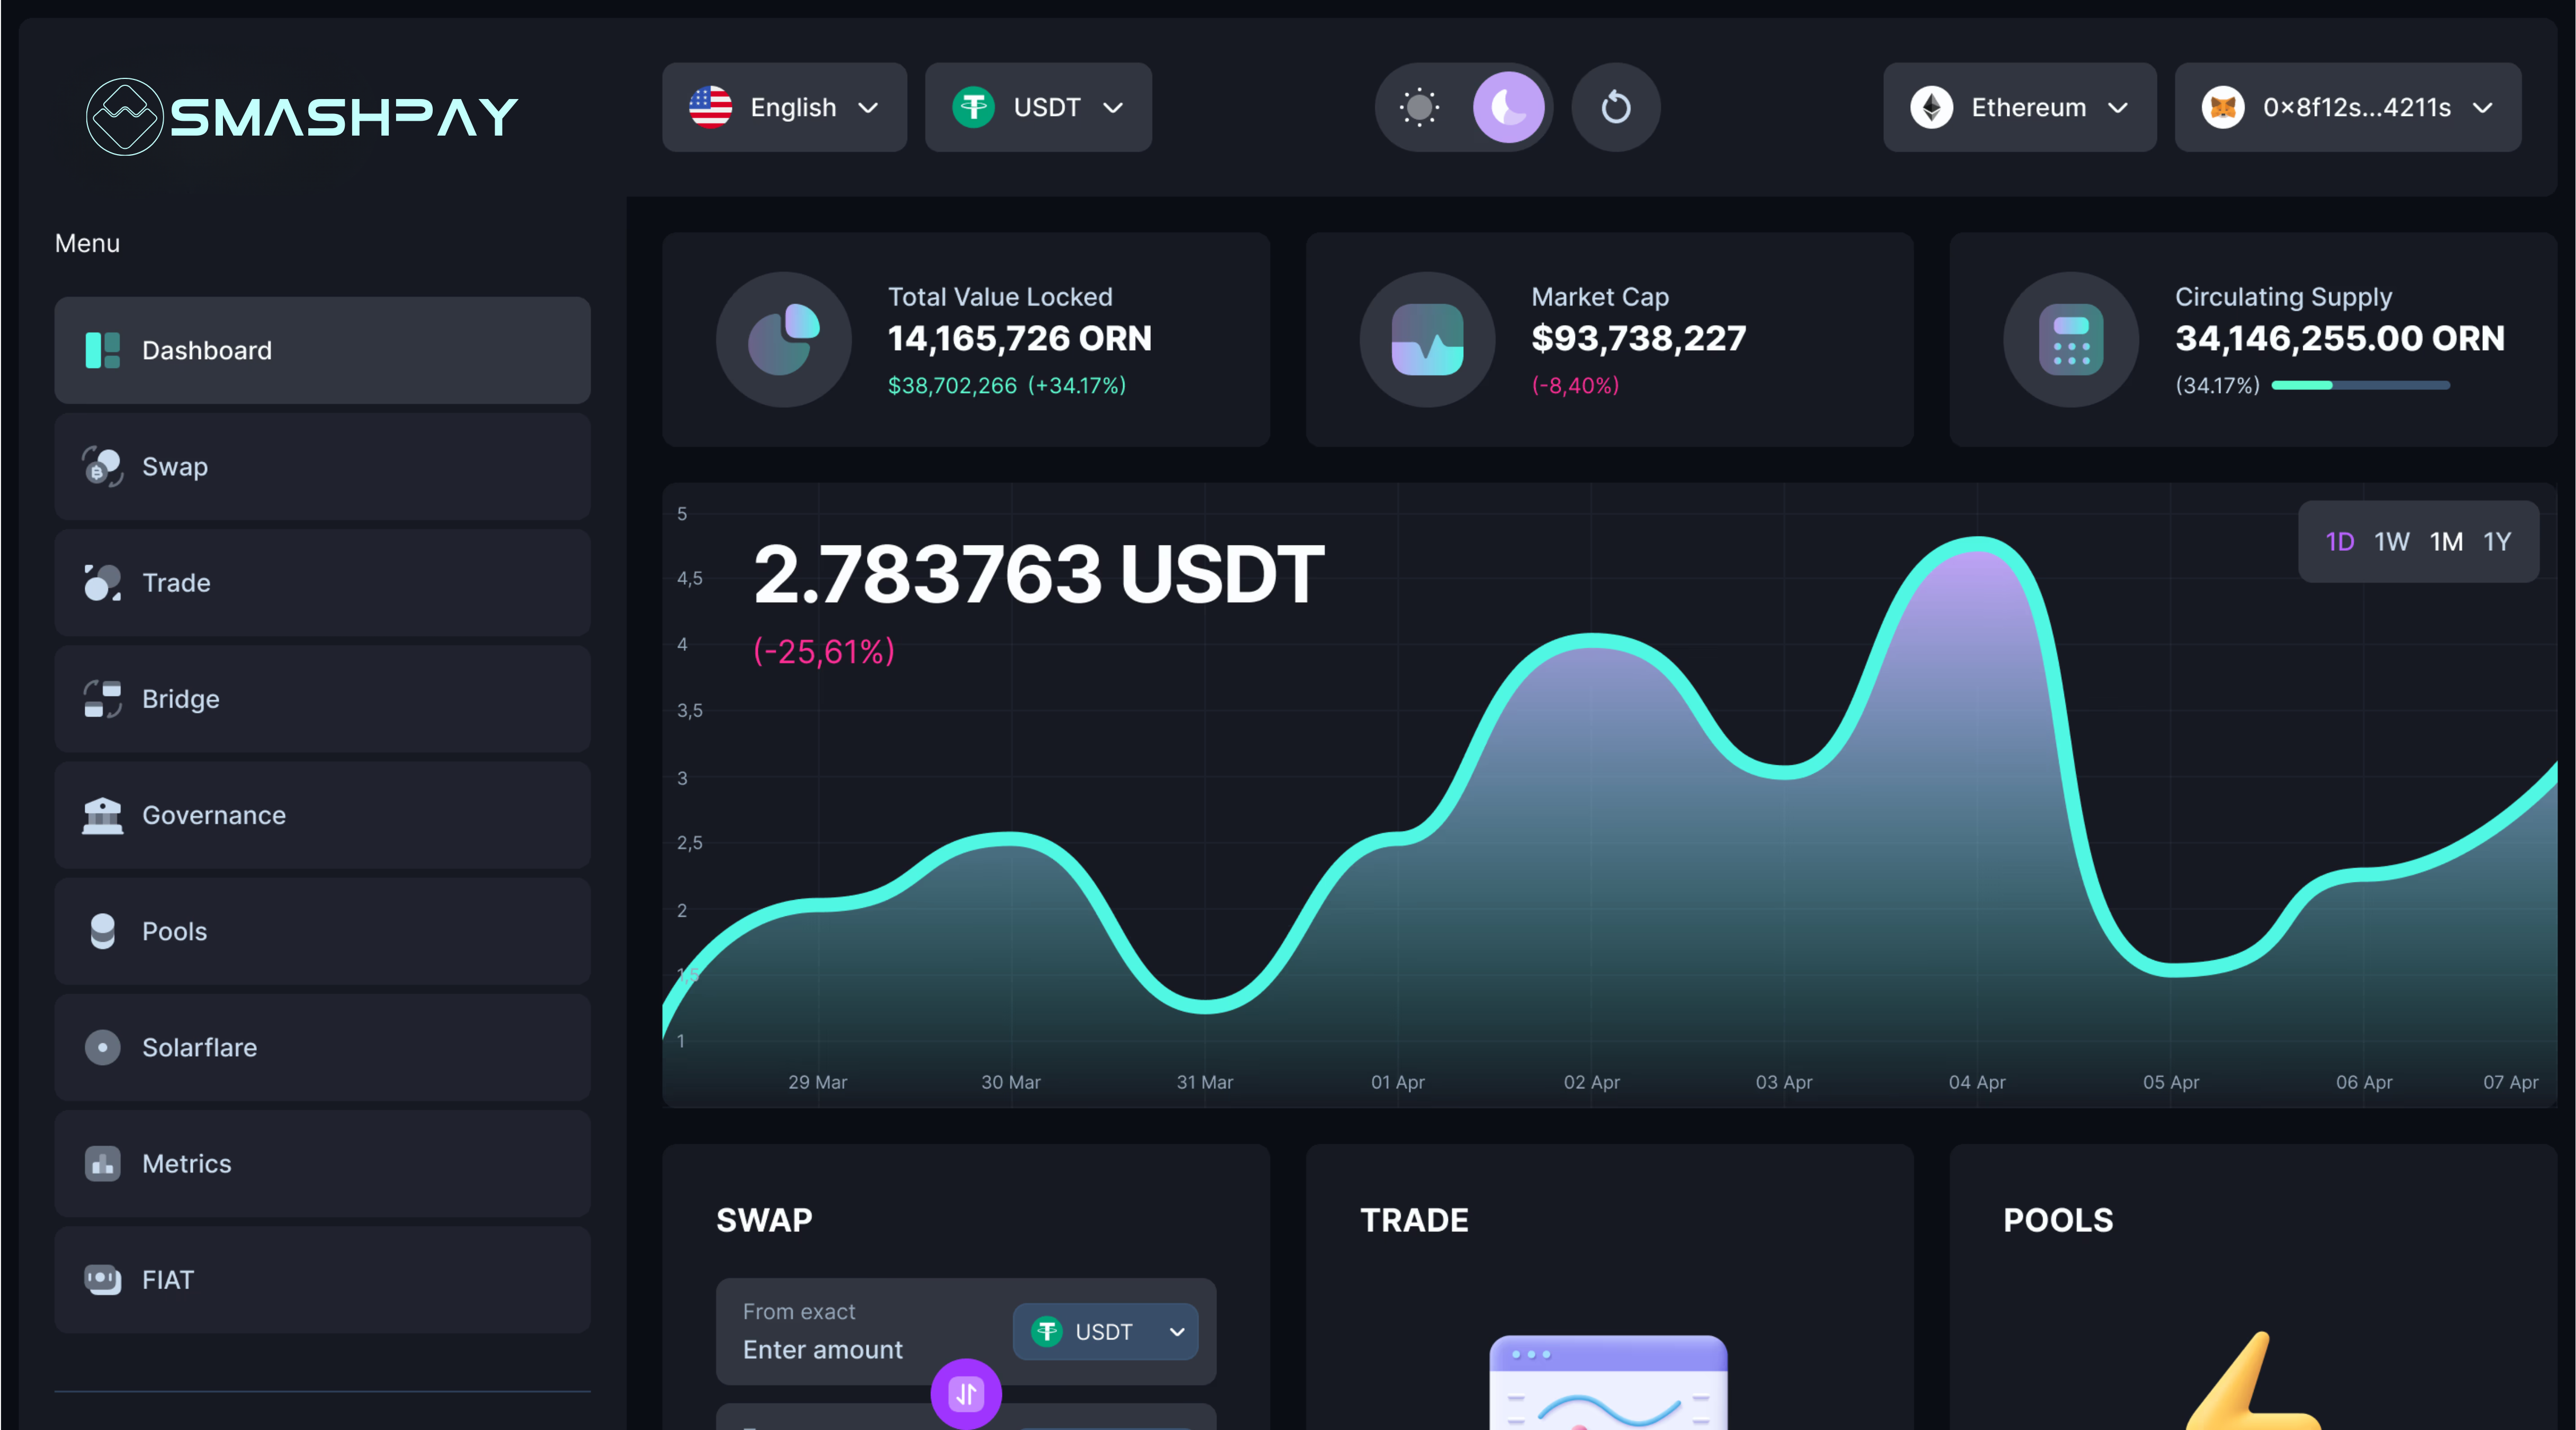 SMASHPAY
English
USDT
Ethereum
0×8f12s...4211s
Menu
Dashboard
Swap
Trade
Bridge
Governance
Pools
Solarflare
Metrics
FIAT
Total Value Locked
14,165,726 ORN
$38,702,266 (+34.17%)
Market Cap
$93,738,227
(-8,40%)
Circulating Supply
34,146,255.00 ORN
(34.17%)
2.783763 USDT
(-25,61%)
1D 1W 1M 1Y
5
4,5
4
3,5
3
2,5
2
1,5
1
29 Mar 30 Mar 31 Mar 01 Apr 02 Apr 03 Apr 04 Apr 05 Apr 06 Apr 07 Apr
SWAP
From exact
Enter amount
USDT
TRADE
POOLS